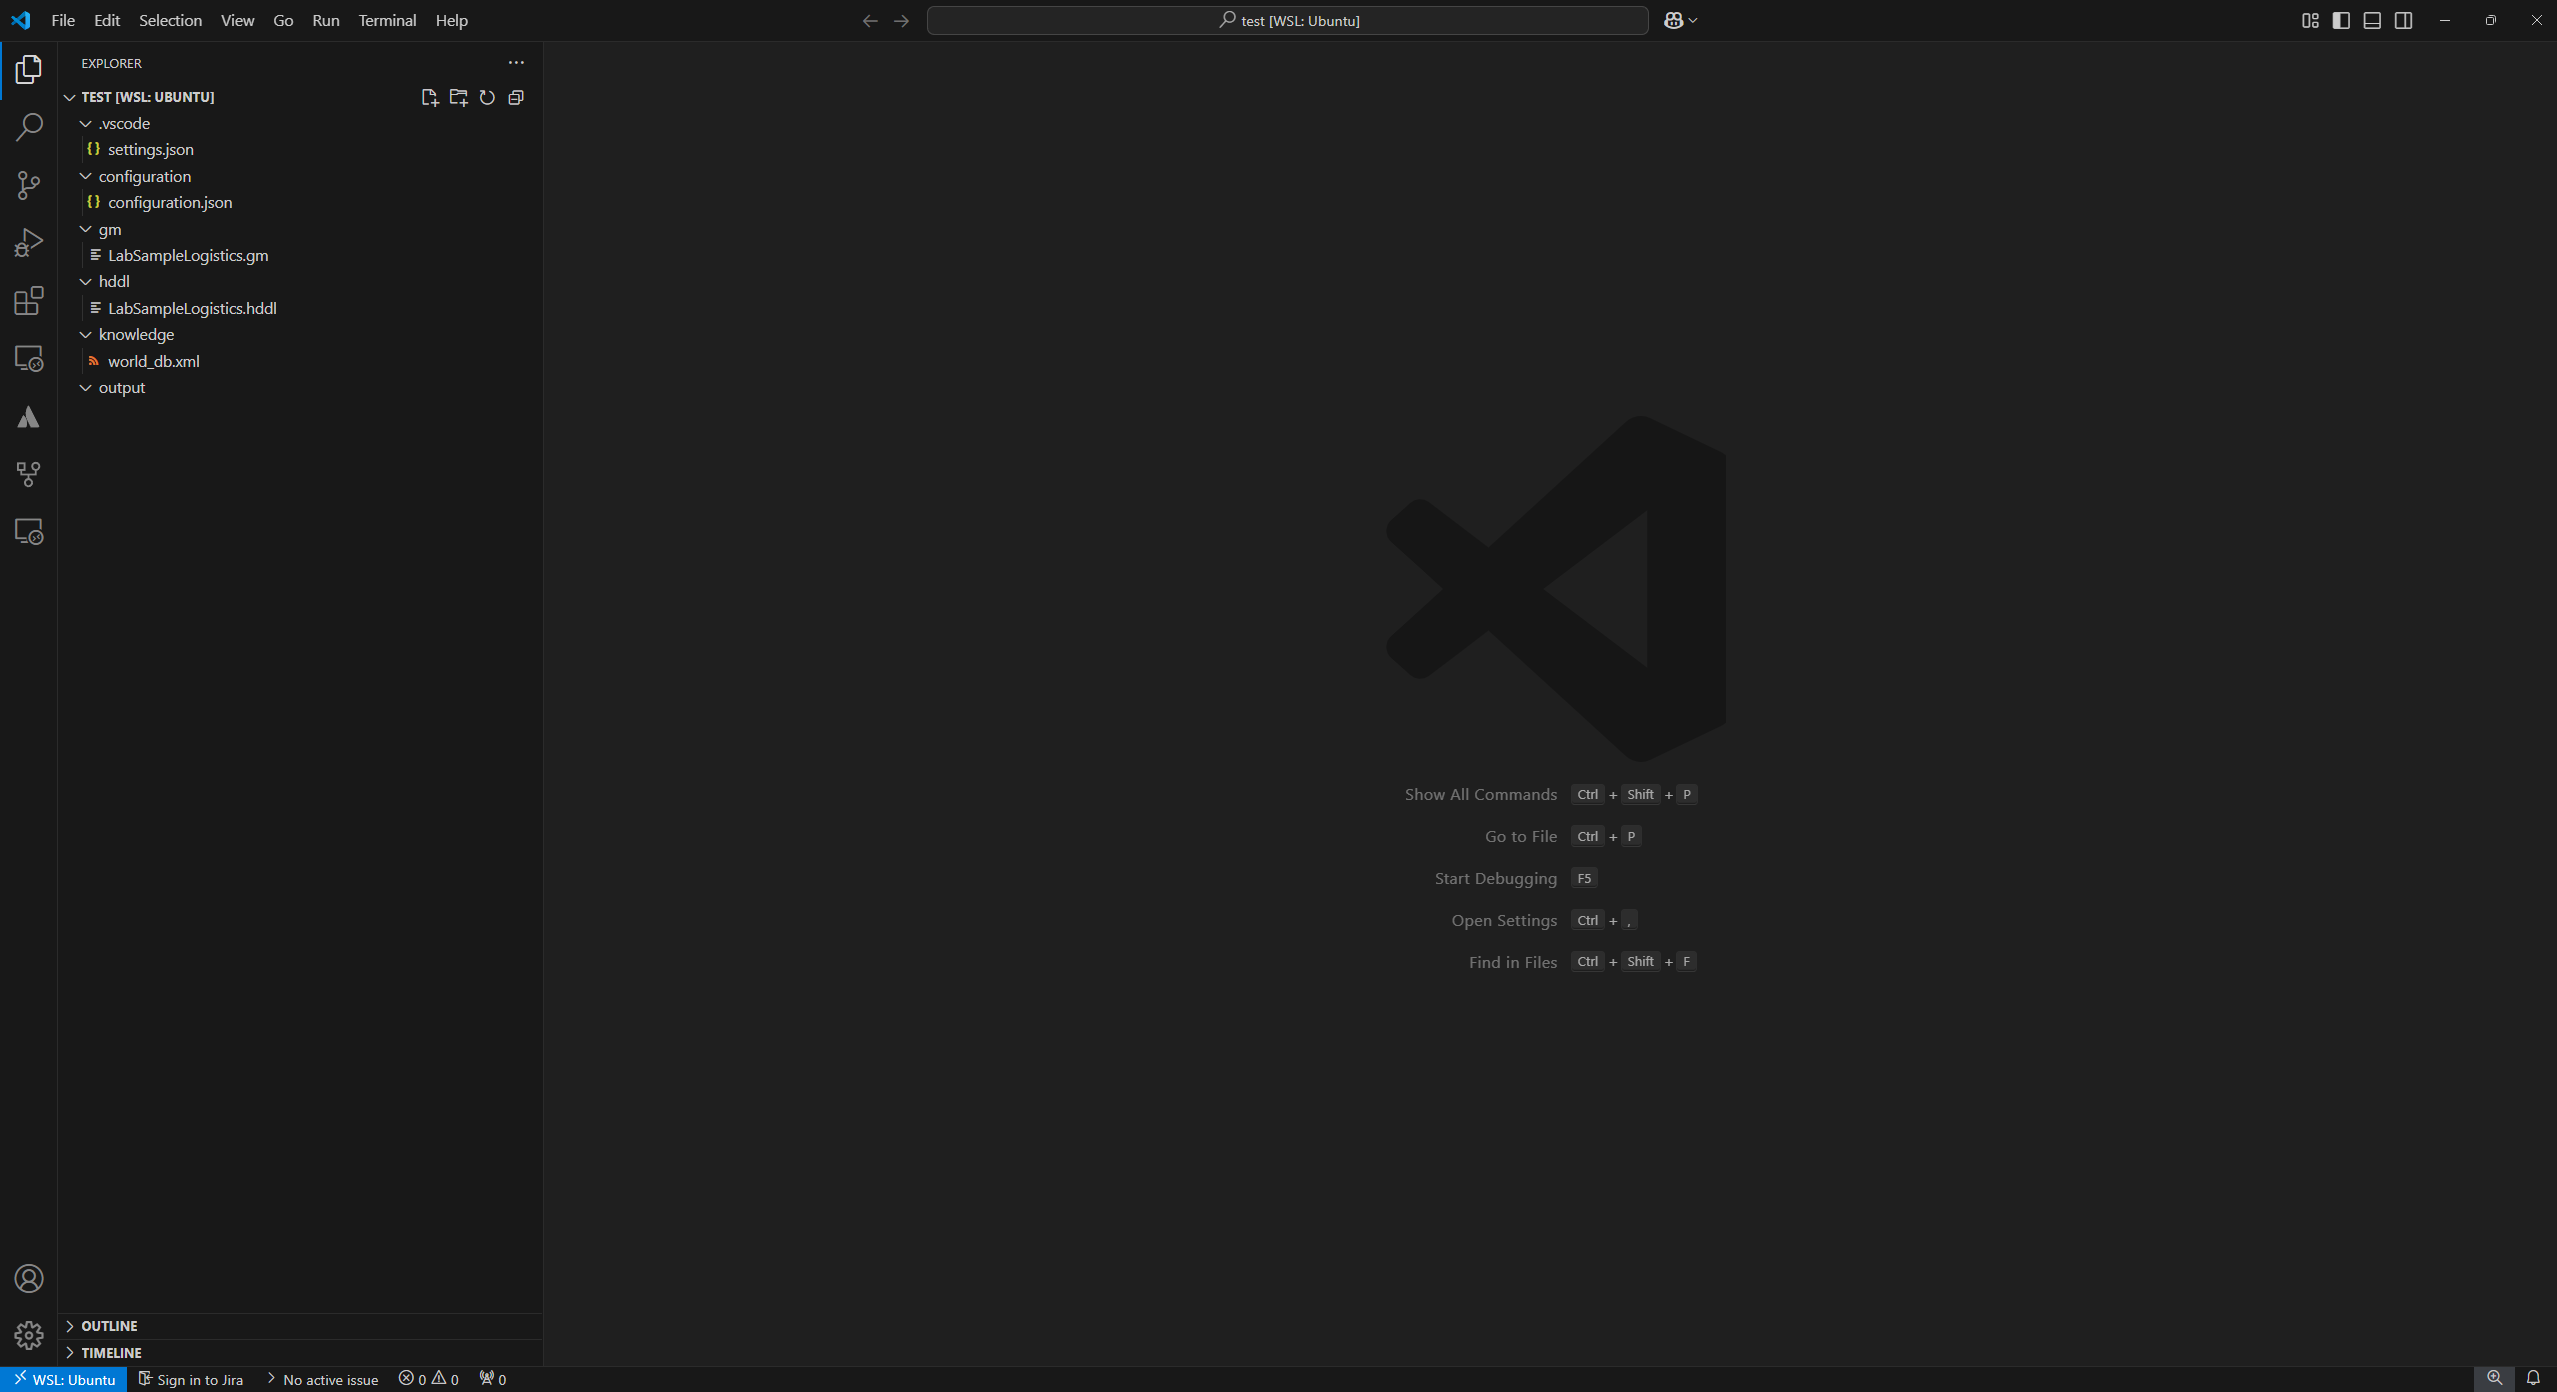 File Edit Selection View Go Run Terminal Help
test [WSL: Ubuntu]
EXPLORER
TEST [WSL: UBUNTU]
.vscode
settings.json
configuration
configuration.json
gm
LabSampleLogistics.gm
hddl
LabSampleLogistics.hddl
knowledge
world_db.xml
output
Show All Commands Ctrl + Shift + P
Go to File Ctrl + P
Start Debugging F5
Open Settings Ctrl + ,
Find in Files Ctrl + Shift + F
OUTLINE
TIMELINE
WSL: Ubuntu Sign in to Jira No active issue 0 0 0